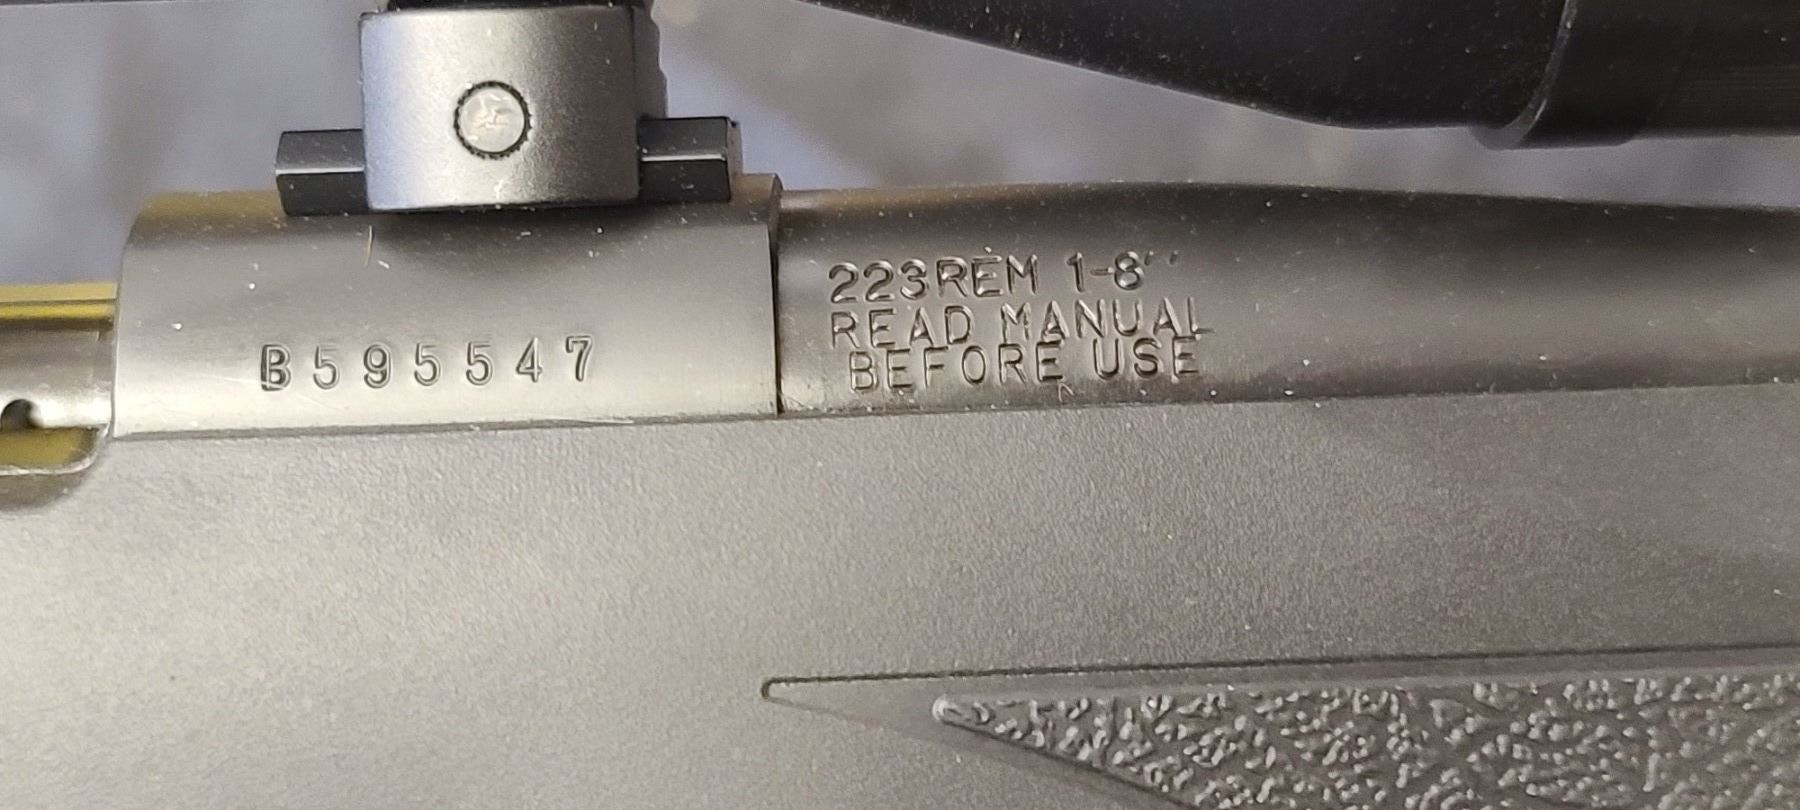 B595547
223REM 1-8''
READ MANUAL
BEFORE USE